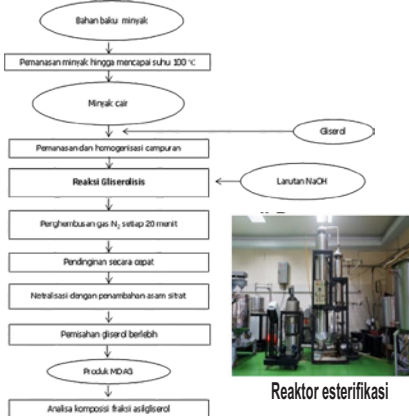 Bahan baku minyak
Pemanasan minyak hingga mencapai suhu 100 °C
Minyak cair
Gliserol
Pemanasan dan homogenisasi campuran
Reaksi Gliserolisis
Larutan NaOH
Penghembusan gas N₂ setiap 20 menit
Pendinginan secara cepat
Netralisasi dengan penambahan asam sitrat
Pemisahan gliserol berlebih
Produk MDAG
Analisa komposisi fraksi asilgliserol
Reaktor esterifikasi